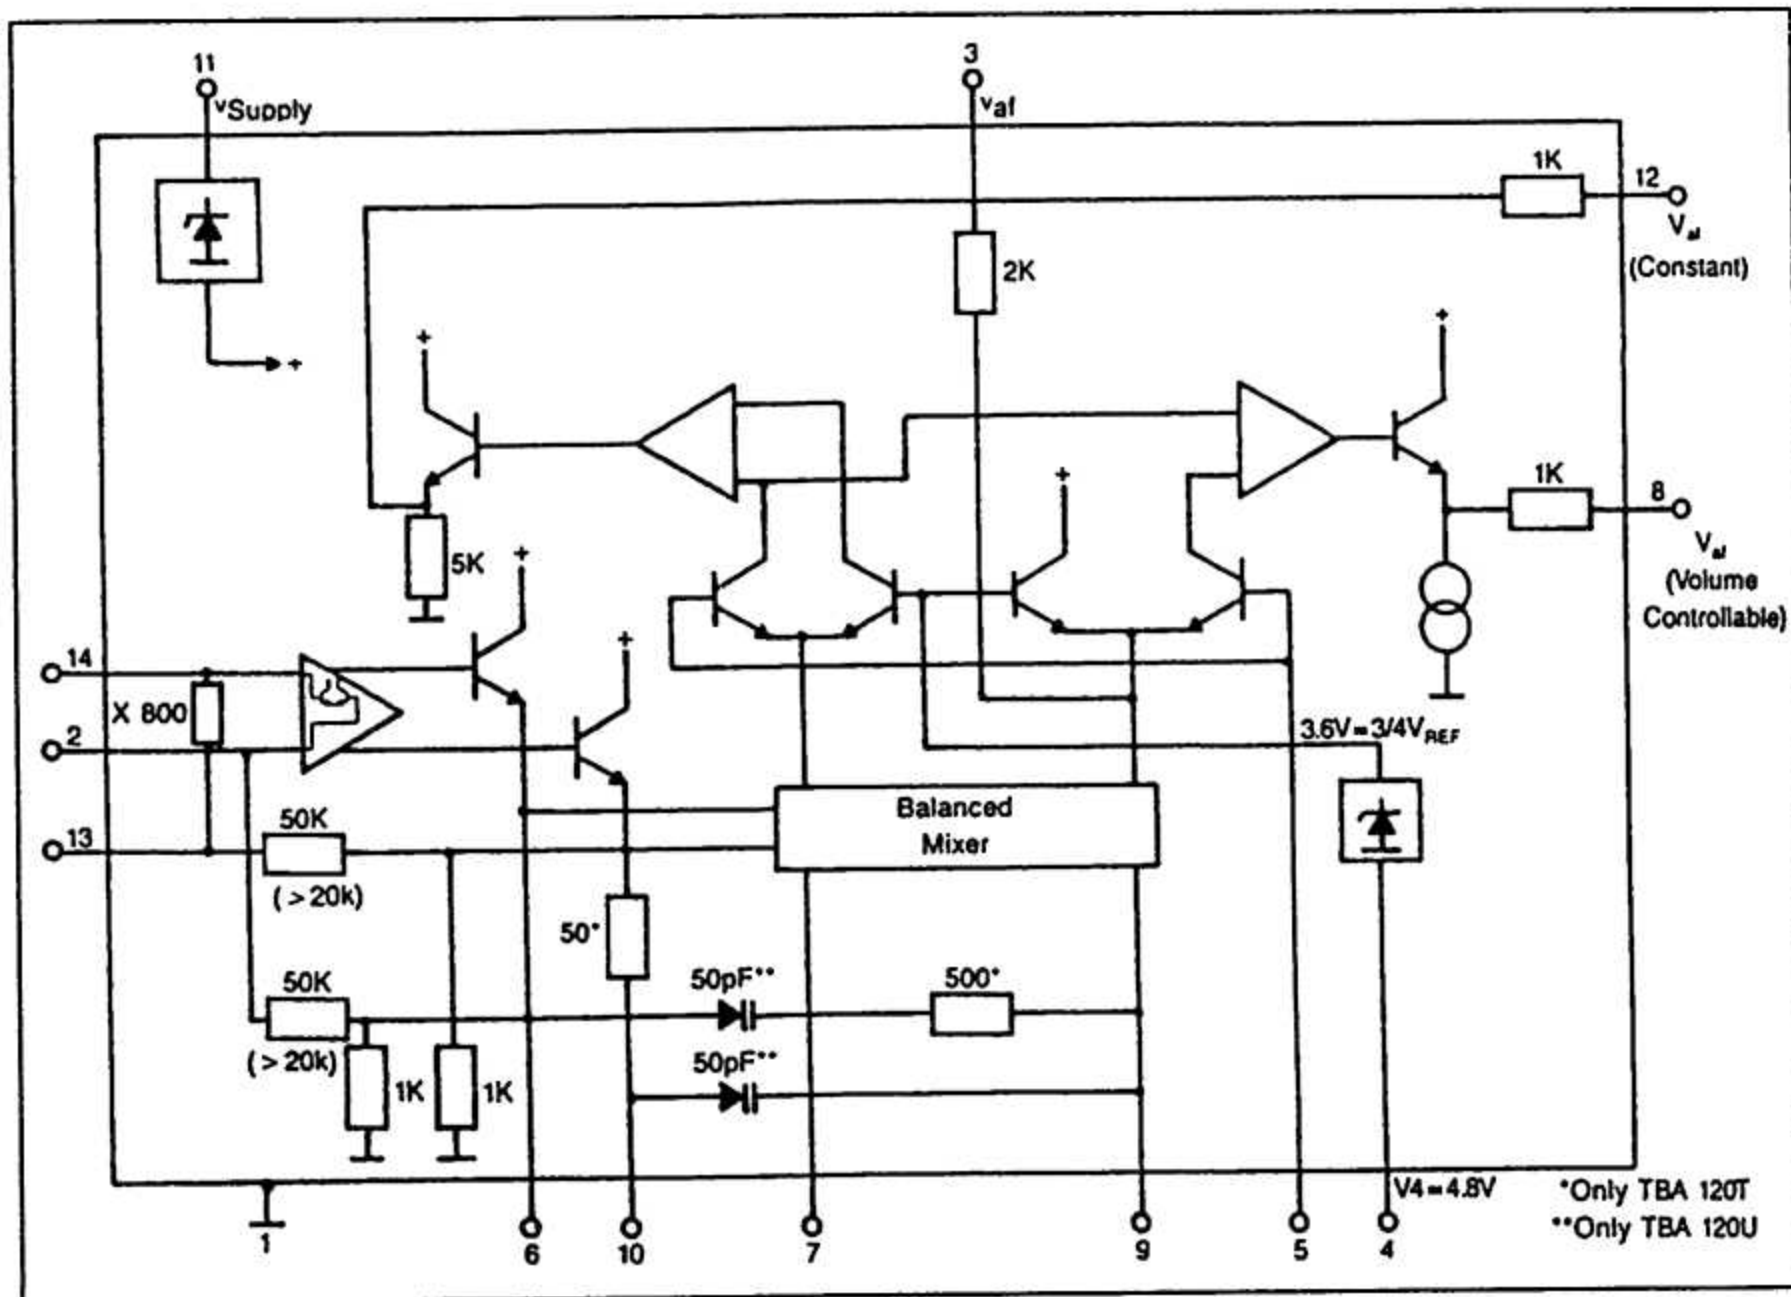 11
vSupply
3
vaf
1K
12
Vaf
(Constant)
2K
+
+
+
+
1K
8
Vaf
(Volume
Controllable)
5K
+
+
14
X 800
2
3.6V=3/4VREF
Balanced
Mixer
13
50K
(>20k)
50*
50K
(>20k)
50pF**
500*
50pF**
1K
1K
V4=4.8V
*Only TBA 120T
**Only TBA 120U
1
6
10
7
9
5
4